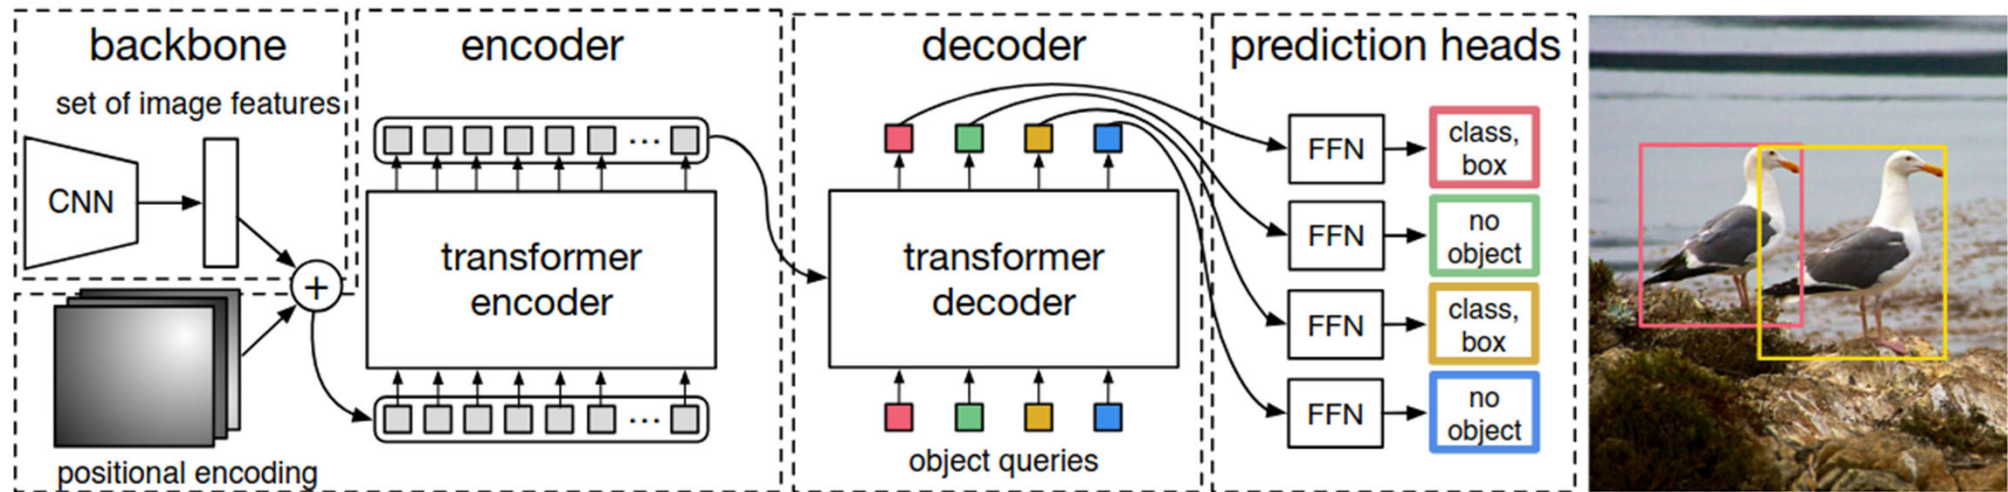 backbone
set of image features
CNN
+
positional encoding
encoder
...
transformer
encoder
...
decoder
transformer
decoder
object queries
prediction heads
FFN
class,
box
FFN
no
object
FFN
class,
box
FFN
no
object